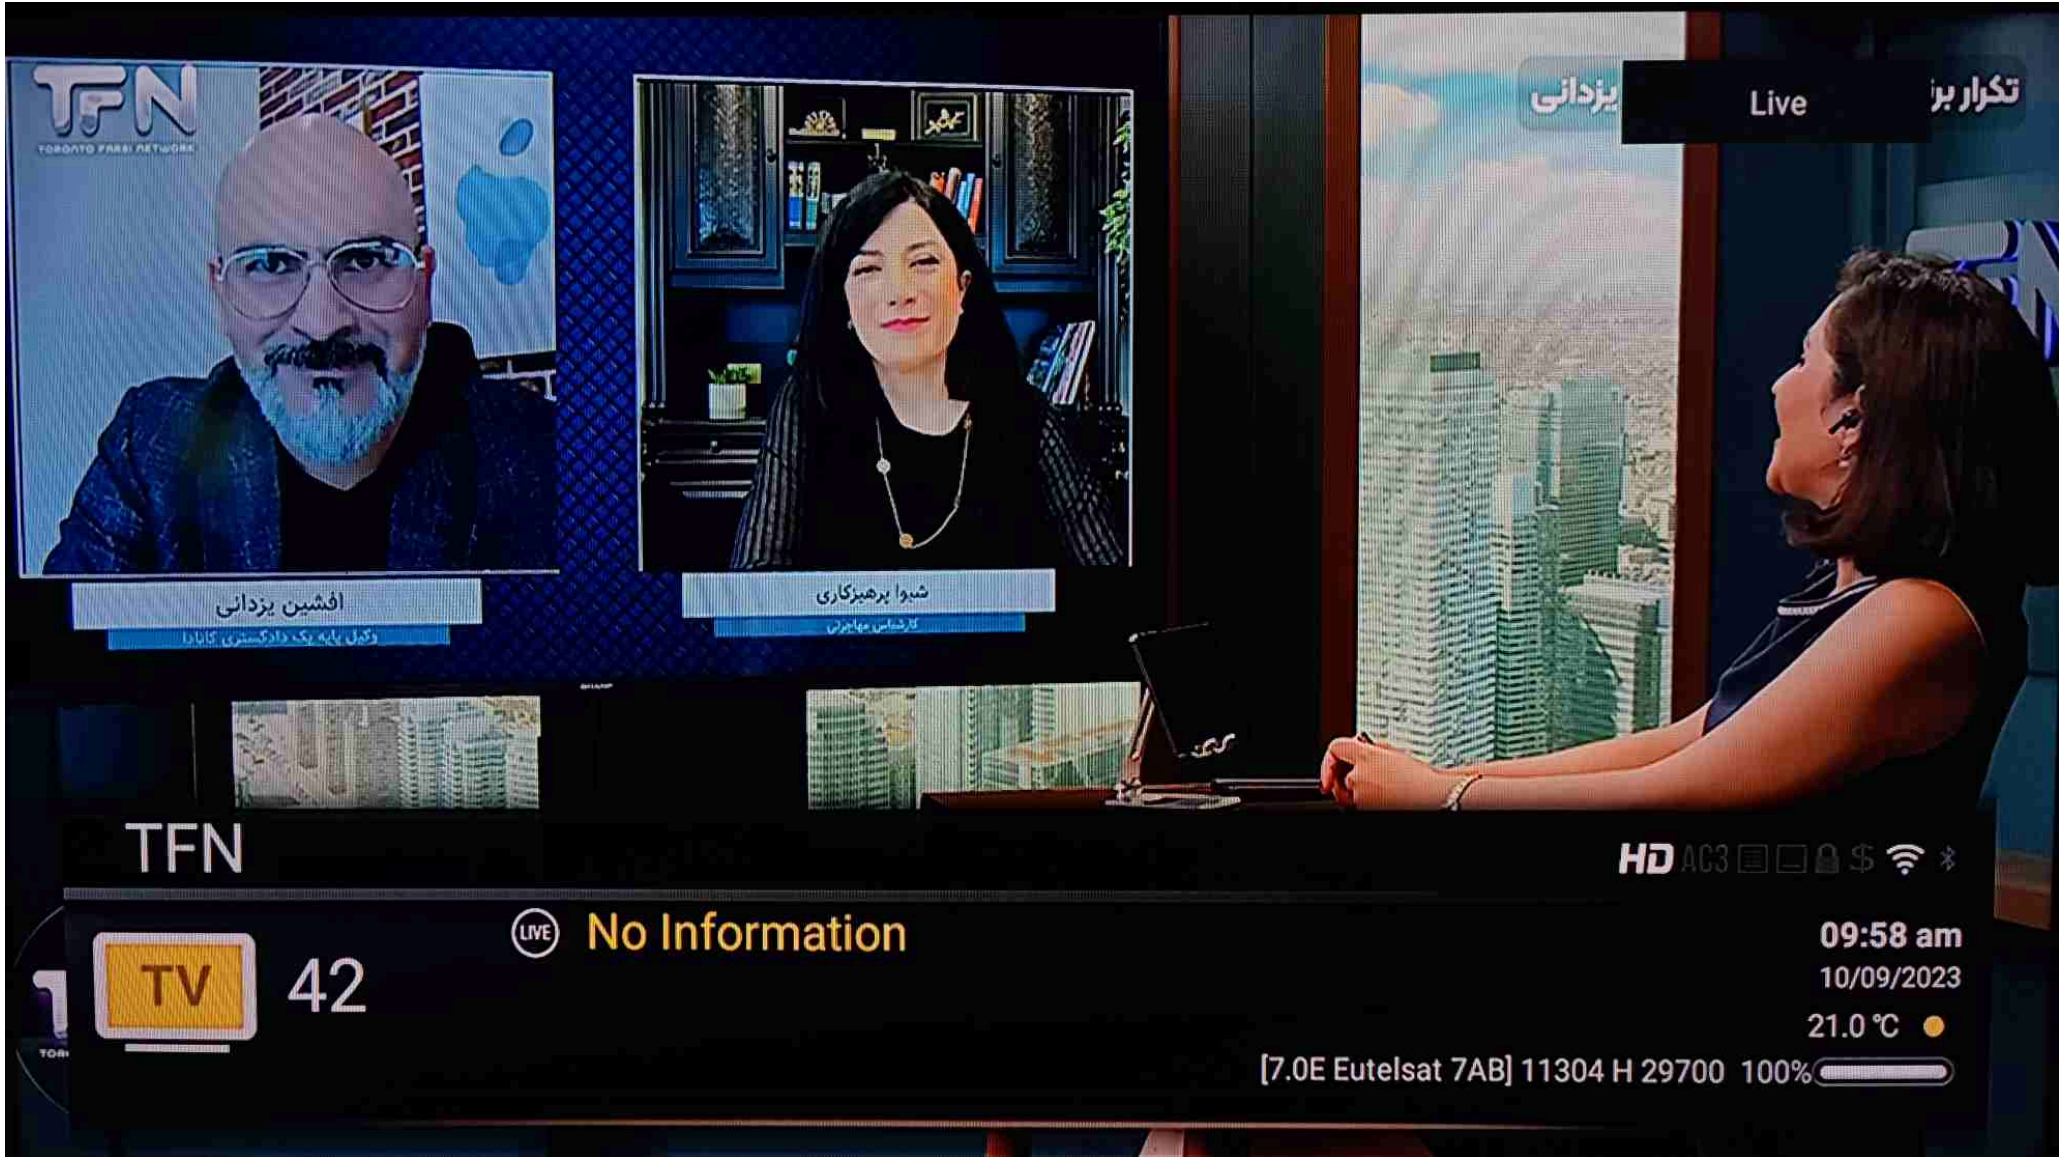 TFN
TORONTO FARSI NETWORK
تکرار
یزدانی
Live
افشین یزدانی
وکیل پایه یک دادگستری کانادا
شیوا پرهیزکاری
کارشناس مهاجرتی
TFN
HD AC3 $
TV 42
LIVE No Information
09:58 am
10/09/2023
21.0 °C
[7.0E Eutelsat 7AB] 11304 H 29700 100%